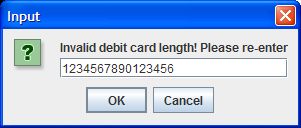 Input
Invalid debit card length! Please re-enter
1234567890123456
OK Cancel